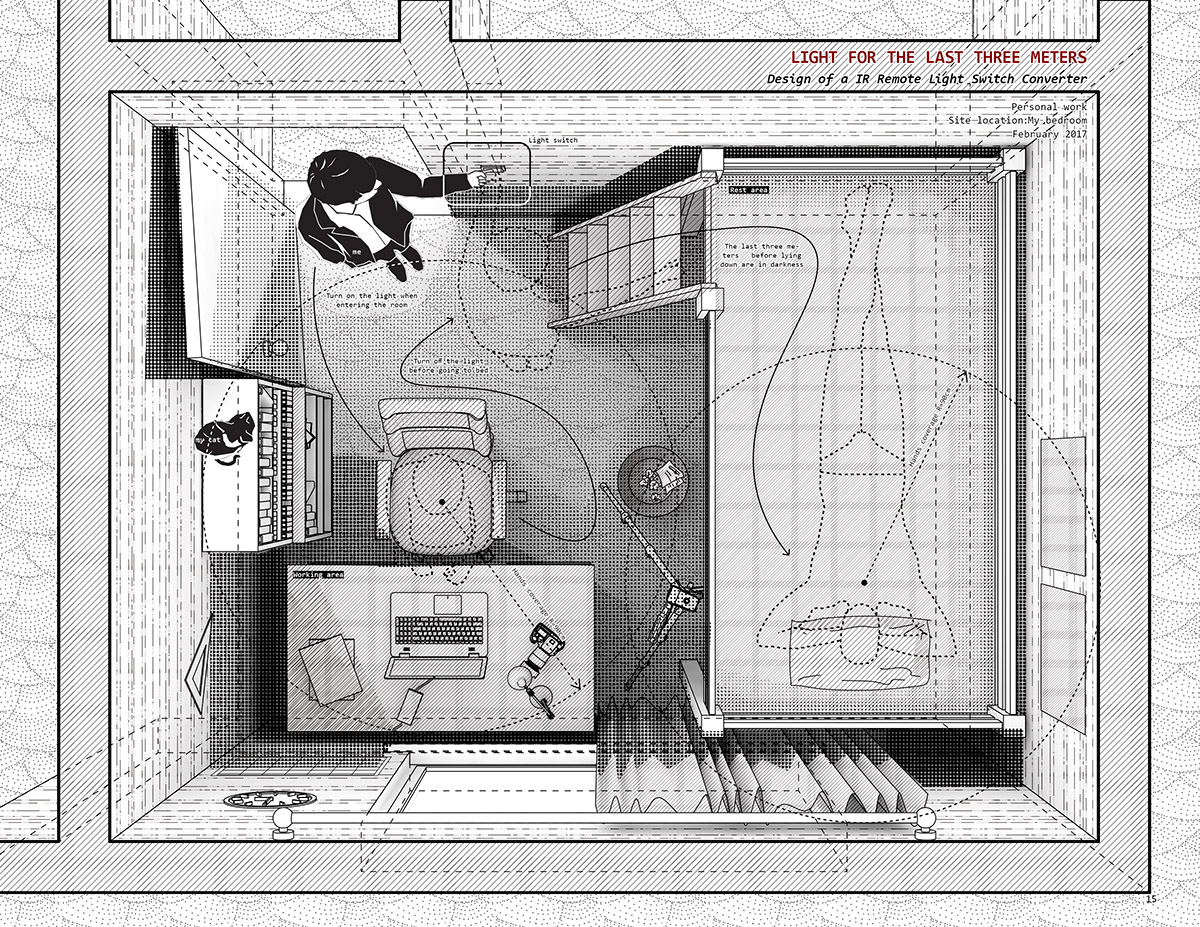 LIGHT FOR THE LAST THREE METERS
Design of a IR Remote Light Switch Converter
Personal work
Site location:My bedroom
February 2017
Light switch
Rest area
me
The last three me-
ters before lying
down are in darkness
Turn on the light when
entering the room
Turn off the light
before going to bed
my cat
Hands coverage
Working area
Hands coverage
15